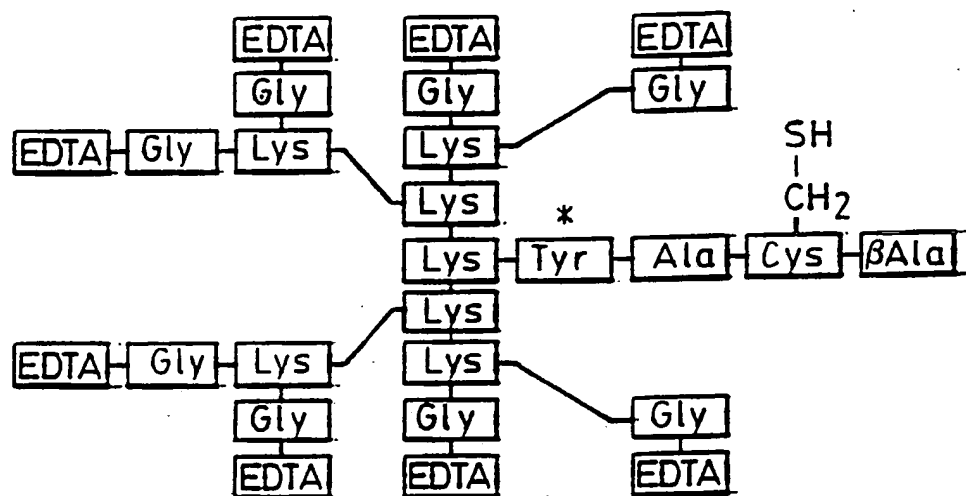 EDTA EDTA EDTA
Gly Gly Gly
EDTA Gly Lys Lys SH
Lys CH2
*
Lys Tyr Ala Cys βAla
Lys
EDTA Gly Lys Lys
Gly Gly Gly
EDTA EDTA EDTA